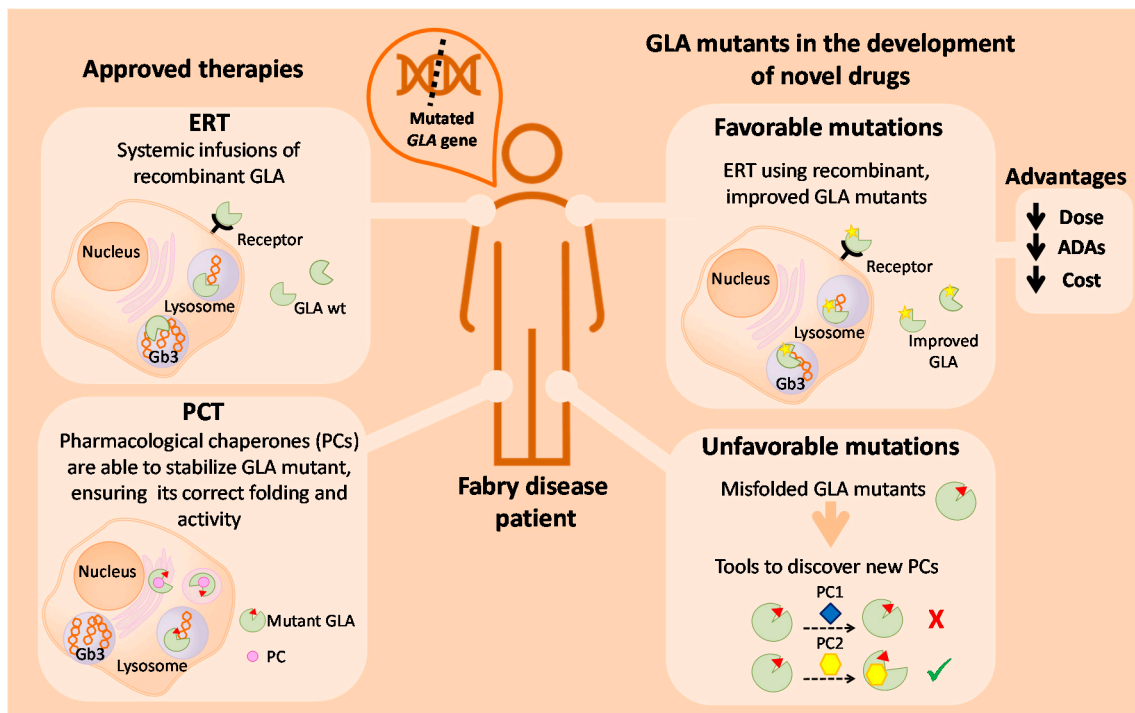 Approved therapies
ERT
Systemic infusions of
recombinant GLA
Nucleus
Receptor
Lysosome
GLA wt
Gb3
PCT
Pharmacological chaperones (PCs)
are able to stabilize GLA mutant,
ensuring its correct folding and
activity
Nucleus
Mutant GLA
Gb3
Lysosome
PC
Mutated
GLA gene
Fabry disease
patient
GLA mutants in the development
of novel drugs
Favorable mutations
ERT using recombinant,
improved GLA mutants
Nucleus
Receptor
Lysosome
Improved
GLA
Gb3
Advantages
Dose
ADAs
Cost
Unfavorable mutations
Misfolded GLA mutants
Tools to discover new PCs
PC1
X
PC2